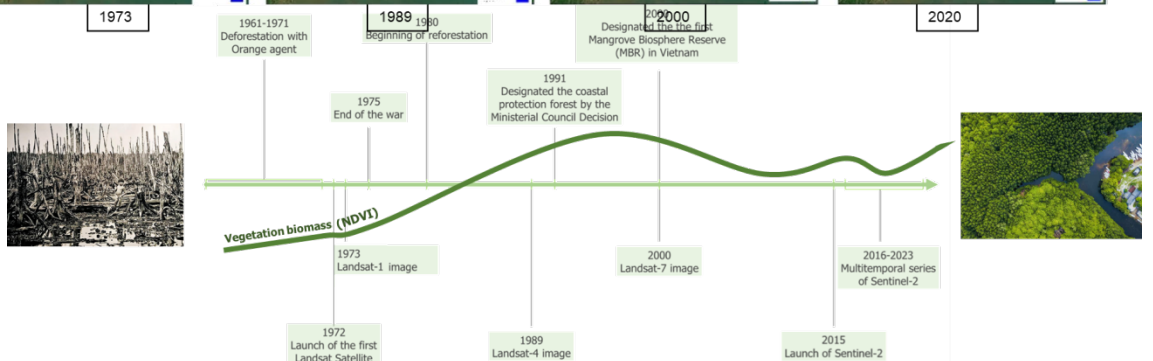 1973
1989
2000
2020
1961-1971
Deforestation with
Orange agent
1980
Beginning of reforestation
2000
Designated the the first
Mangrove Biosphere Reserve
(MBR) in Vietnam
1975
End of the war
1991
Designated the coastal
protection forest by the
Ministerial Council Decision
Vegetation biomass (NDVI)
1973
Landsat-1 image
2000
Landsat-7 image
2016-2023
Multitemporal series
of Sentinel-2
1972
Launch of the first
Landsat Satellite
1989
Landsat-4 image
2015
Launch of Sentinel-2